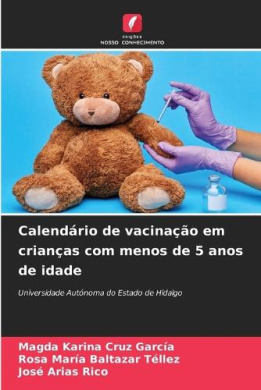 edições
NOSSO CONHECIMENTO
Calendário de vacinação em
crianças com menos de 5 anos
de idade
Universidade Autónoma do Estado de Hidalgo
Magda Karina Cruz García
Rosa María Baltazar Téllez
José Arias Rico